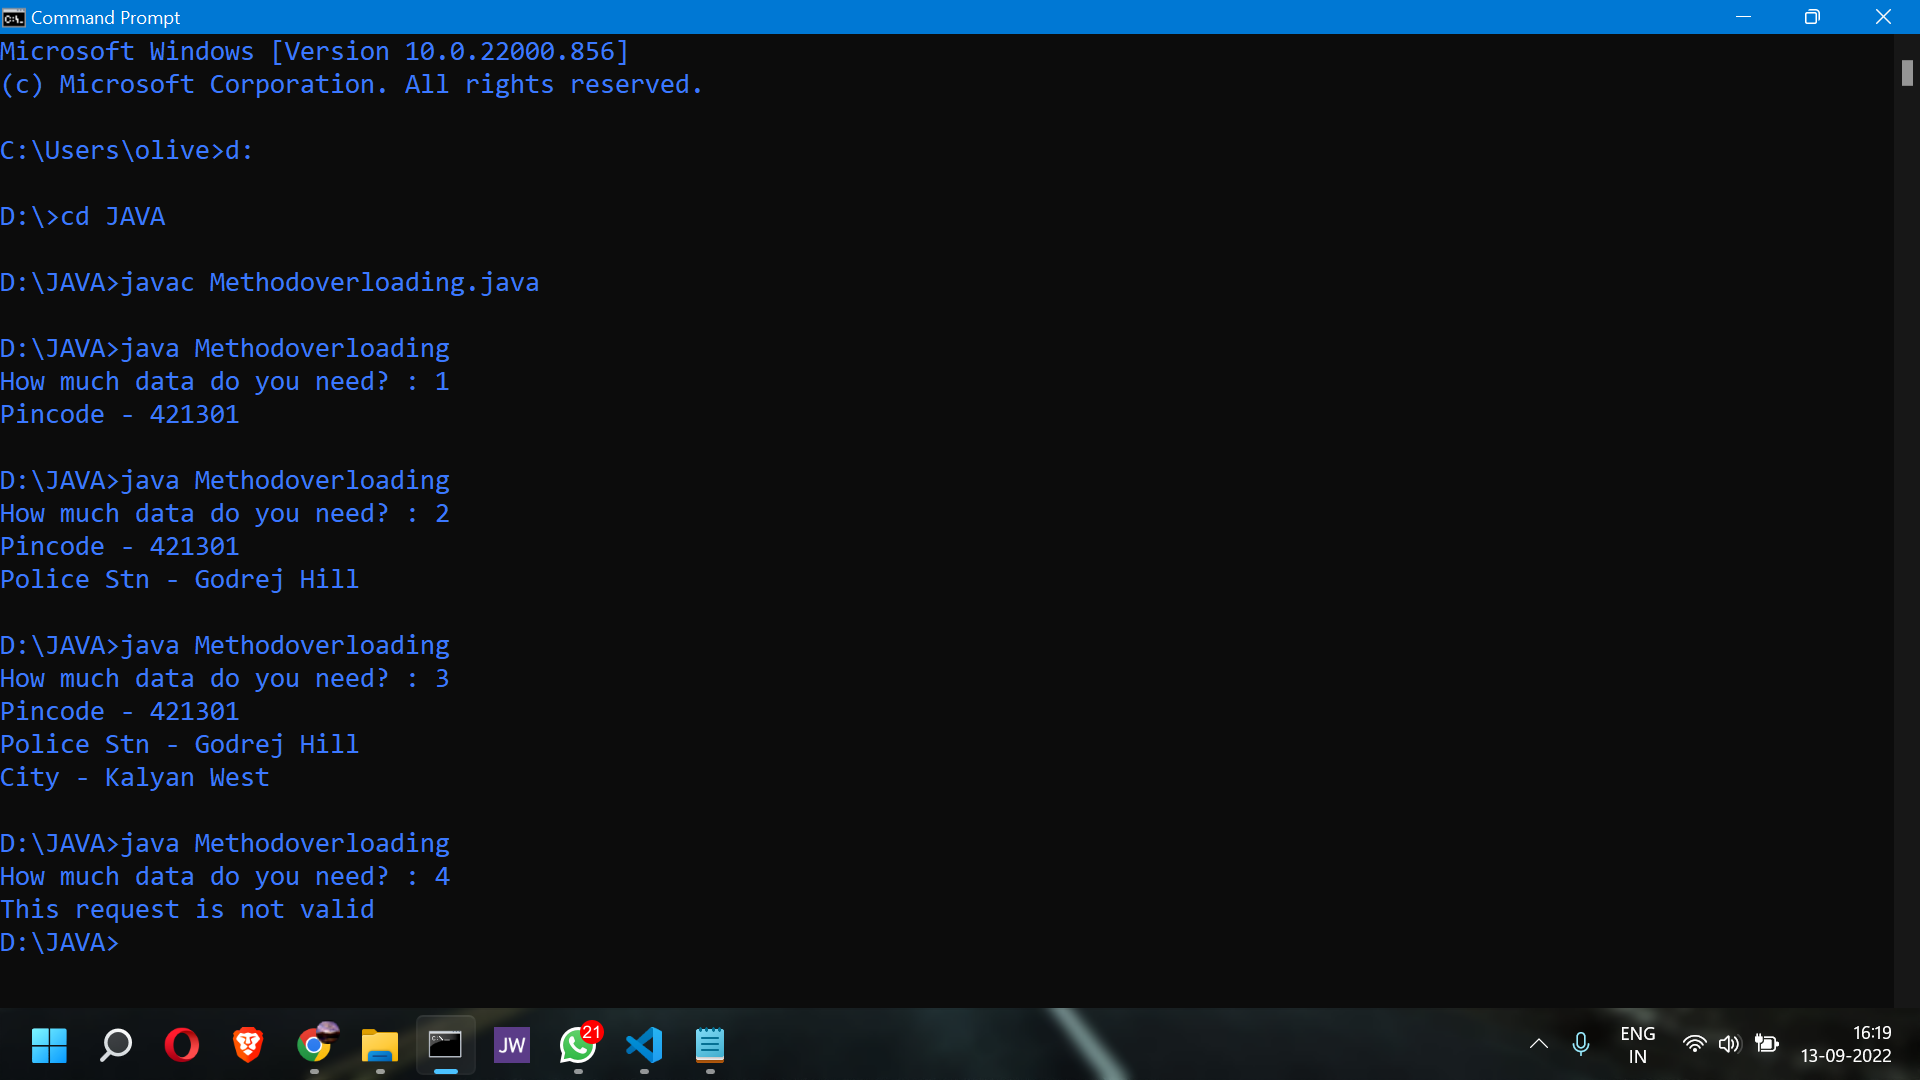 Command Prompt
Microsoft Windows [Version 10.0.22000.856]
(c) Microsoft Corporation. All rights reserved.
C:\Users\olive>d:
D:\>cd JAVA
D:\JAVA>javac Methodoverloading.java
D:\JAVA>java Methodoverloading
How much data do you need? : 1
Pincode - 421301
D:\JAVA>java Methodoverloading
How much data do you need? : 2
Pincode - 421301
Police Stn - Godrej Hill
D:\JAVA>java Methodoverloading
How much data do you need? : 3
Pincode - 421301
Police Stn - Godrej Hill
City - Kalyan West
D:\JAVA>java Methodoverloading
How much data do you need? : 4
This request is not valid
D:\JAVA>
JW
21
ENG
IN
16:19
13-09-2022